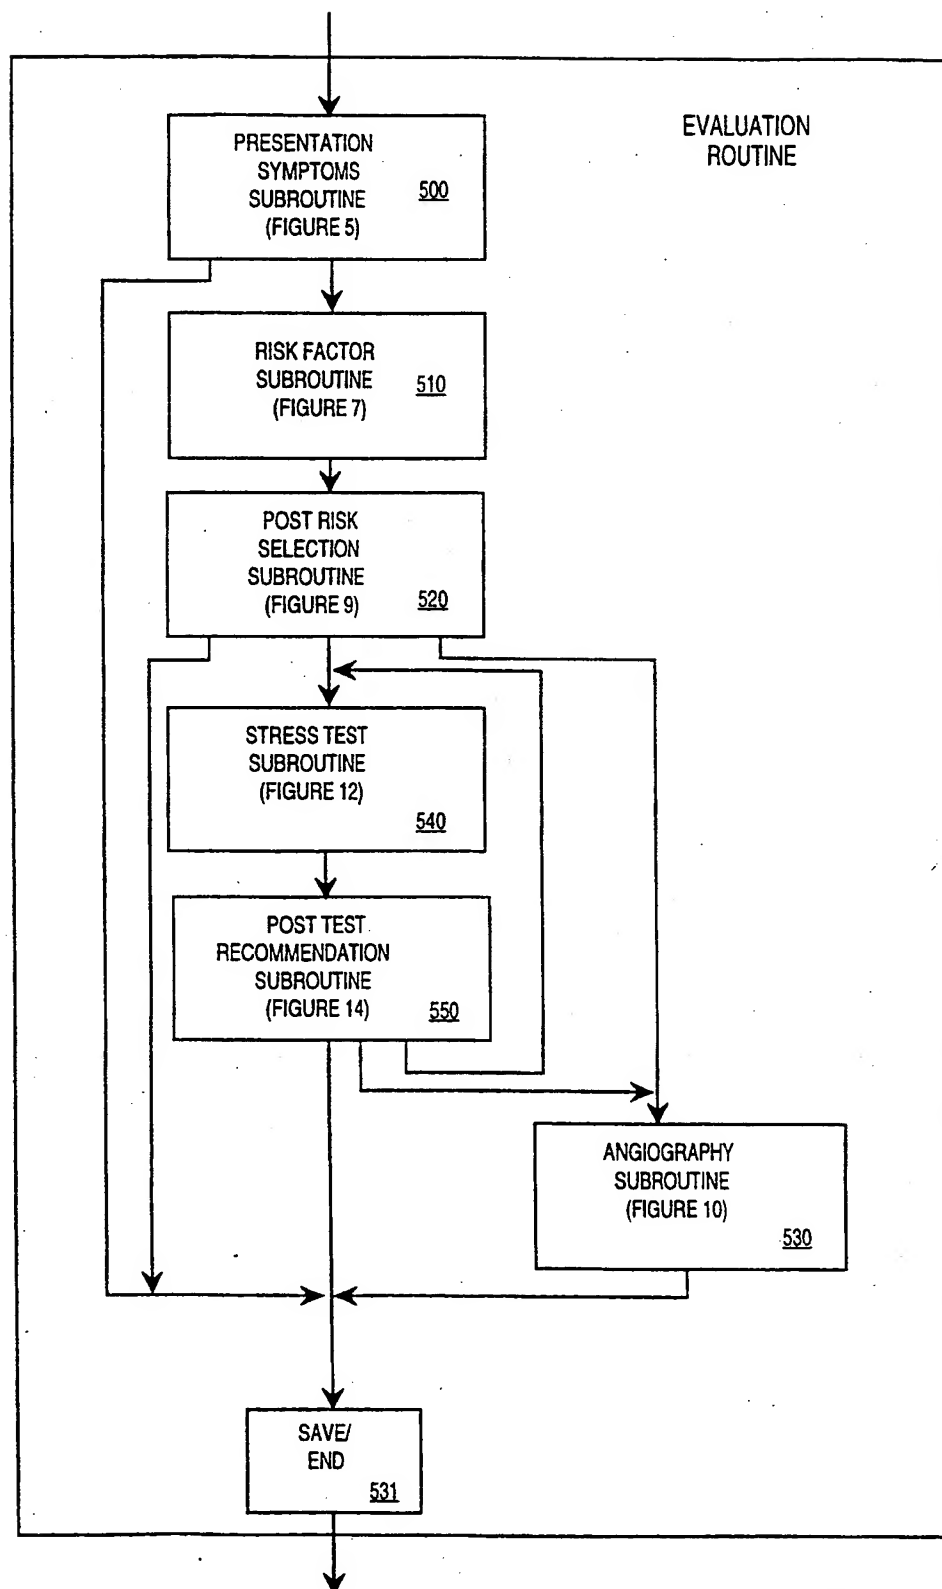 EVALUATION
ROUTINE
PRESENTATION
SYMPTOMS
SUBROUTINE
(FIGURE 5)
500
RISK FACTOR
SUBROUTINE
(FIGURE 7)
510
POST RISK
SELECTION
SUBROUTINE
(FIGURE 9)
520
STRESS TEST
SUBROUTINE
(FIGURE 12)
540
POST TEST
RECOMMENDATION
SUBROUTINE
(FIGURE 14)
550
ANGIOGRAPHY
SUBROUTINE
(FIGURE 10)
530
SAVE/
END
531